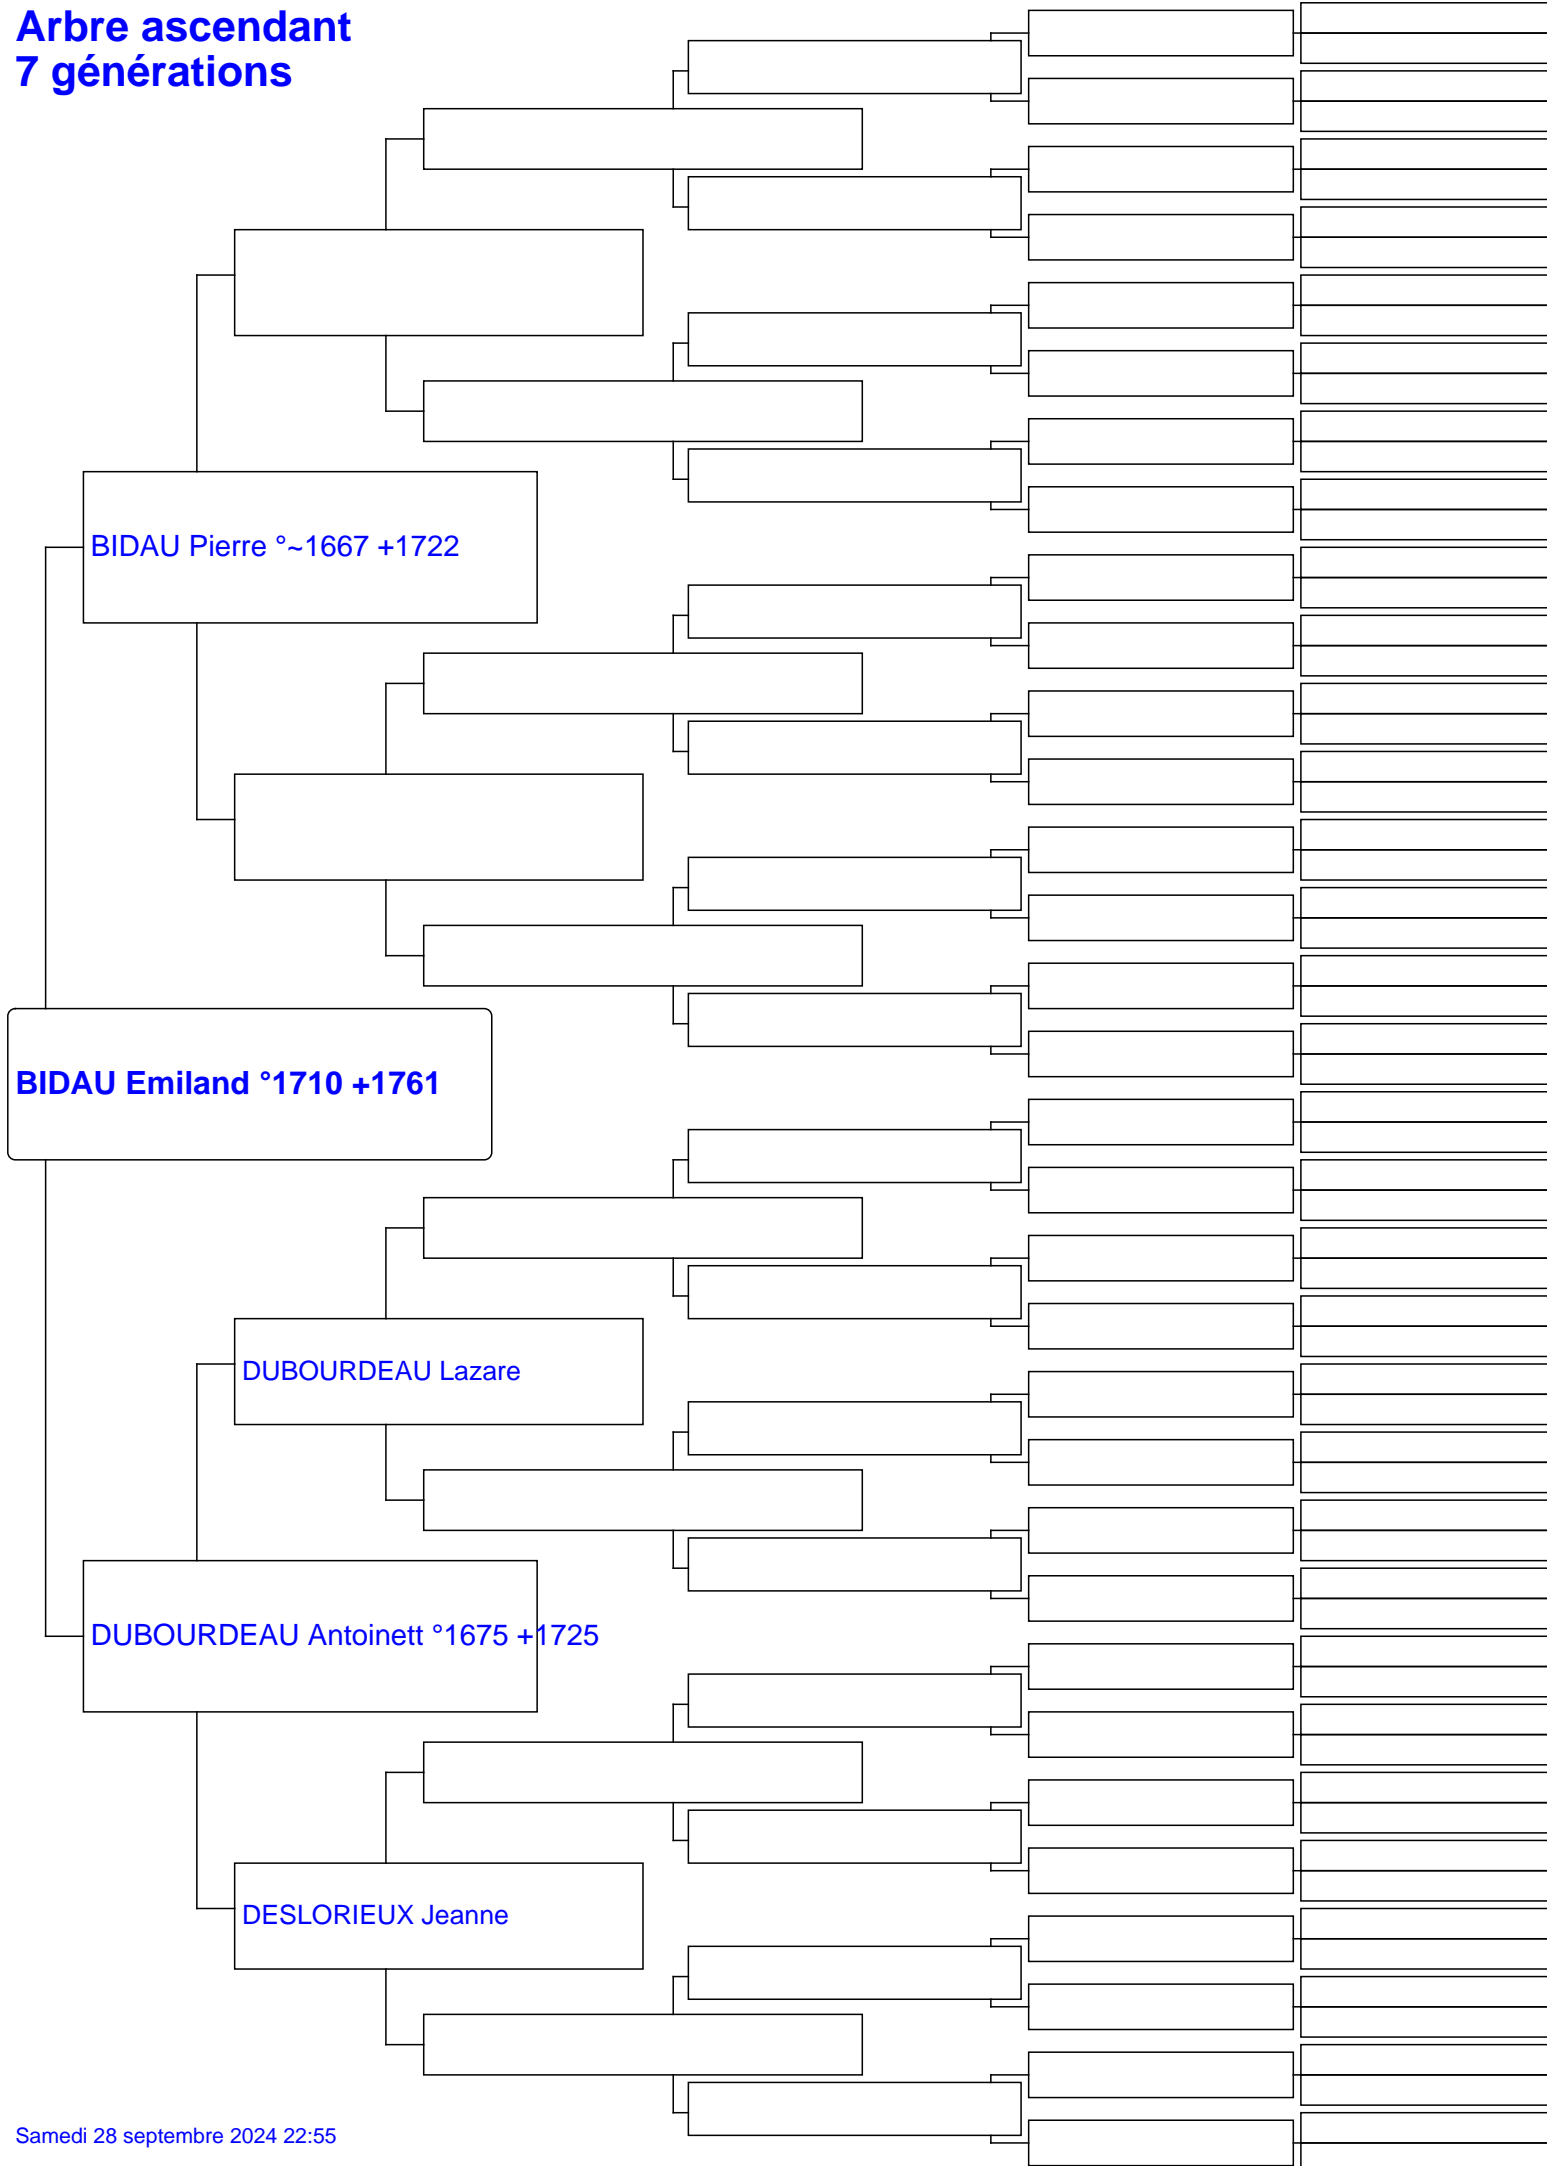 Arbre ascendant
7 générations
BIDAU Pierre °~1667 +1722
BIDAU Emiland °1710 +1761
DUBOURDEAU Lazare
DUBOURDEAU Antoinett °1675 +1725
DESLORIEUX Jeanne
Samedi 28 septembre 2024 22:55